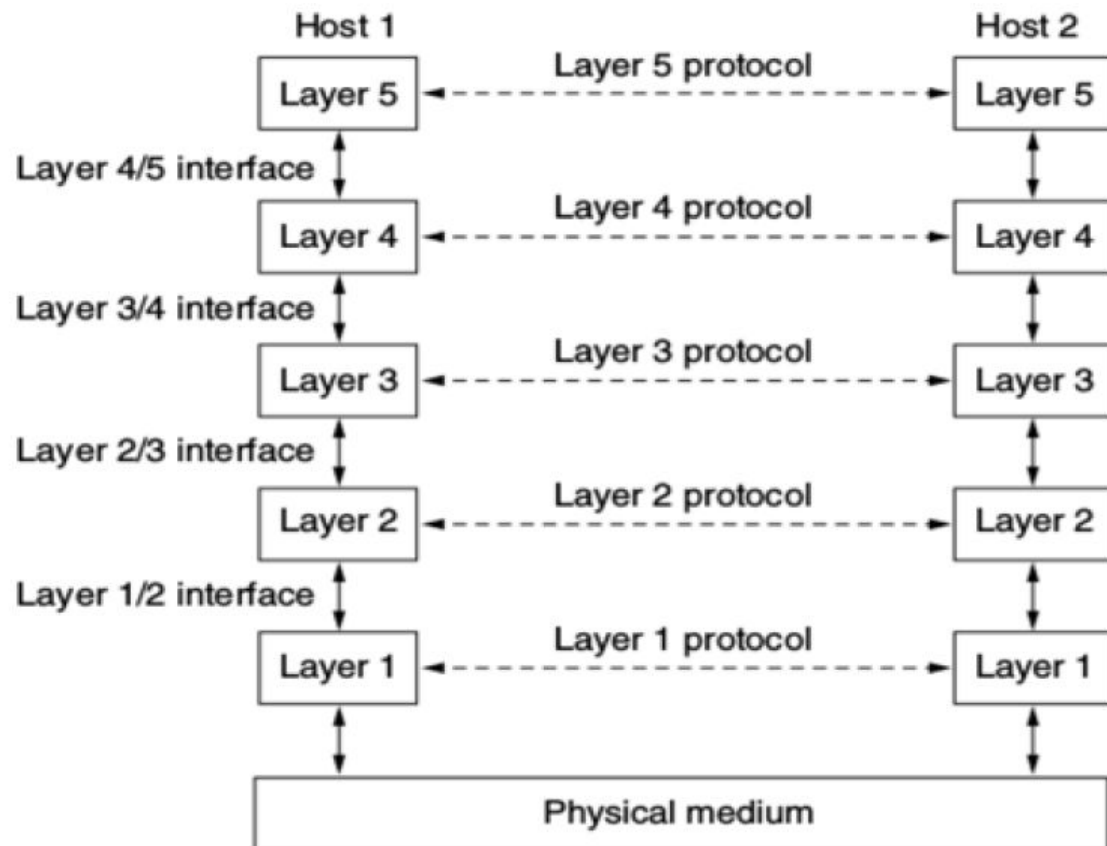 Host 1
Host 2
Layer 5 protocol
Layer 5
Layer 5
Layer 4/5 interface
Layer 4 protocol
Layer 4
Layer 4
Layer 3/4 interface
Layer 3 protocol
Layer 3
Layer 3
Layer 2/3 interface
Layer 2 protocol
Layer 2
Layer 2
Layer 1/2 interface
Layer 1 protocol
Layer 1
Layer 1
Physical medium